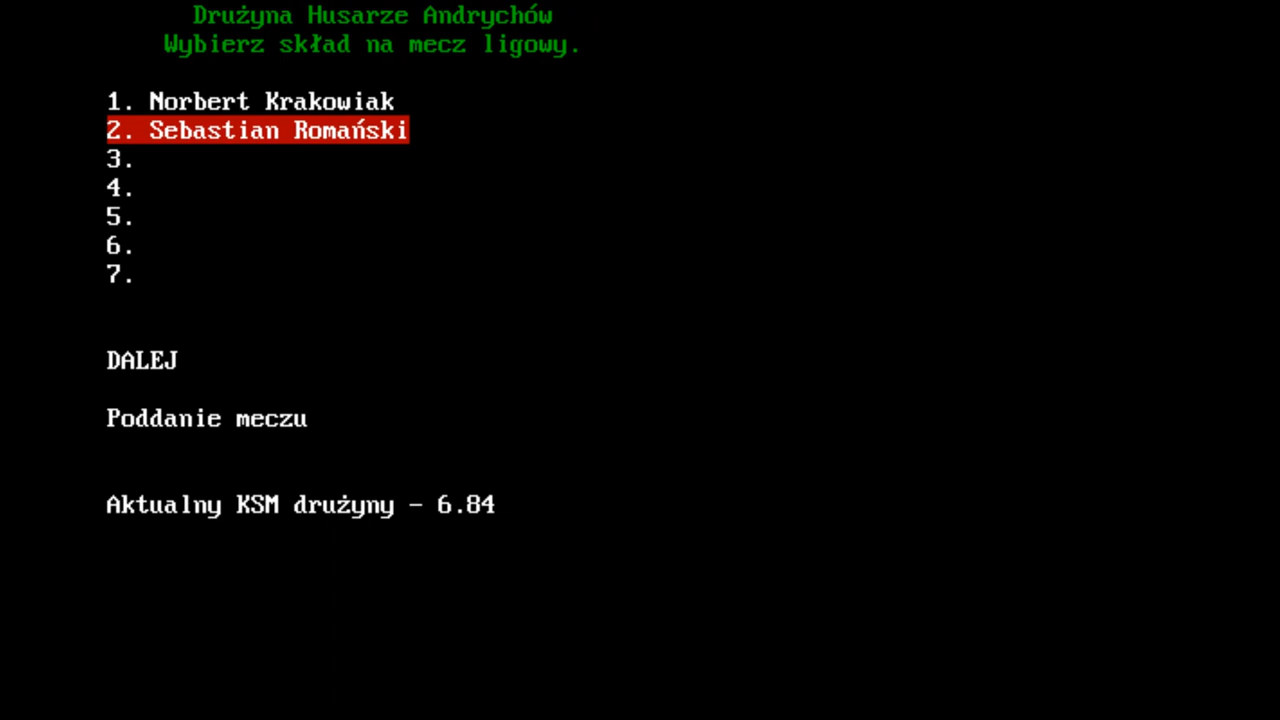 Drużyna Husarze Andrychów
Wybierz skład na mecz ligowy.
1. Norbert Krakowiak
2. Sebastian Romański
3.
4.
5.
6.
7.
DALEJ
Poddanie meczu
Aktualny KSM drużyny - 6.84